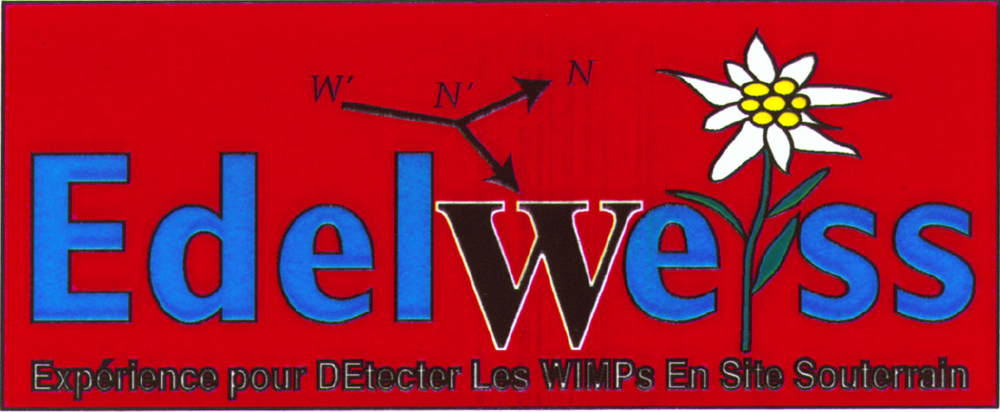 W' N' N
Edelweiss
Expérience pour DEtecter Les WIMPs En Site Souterrain